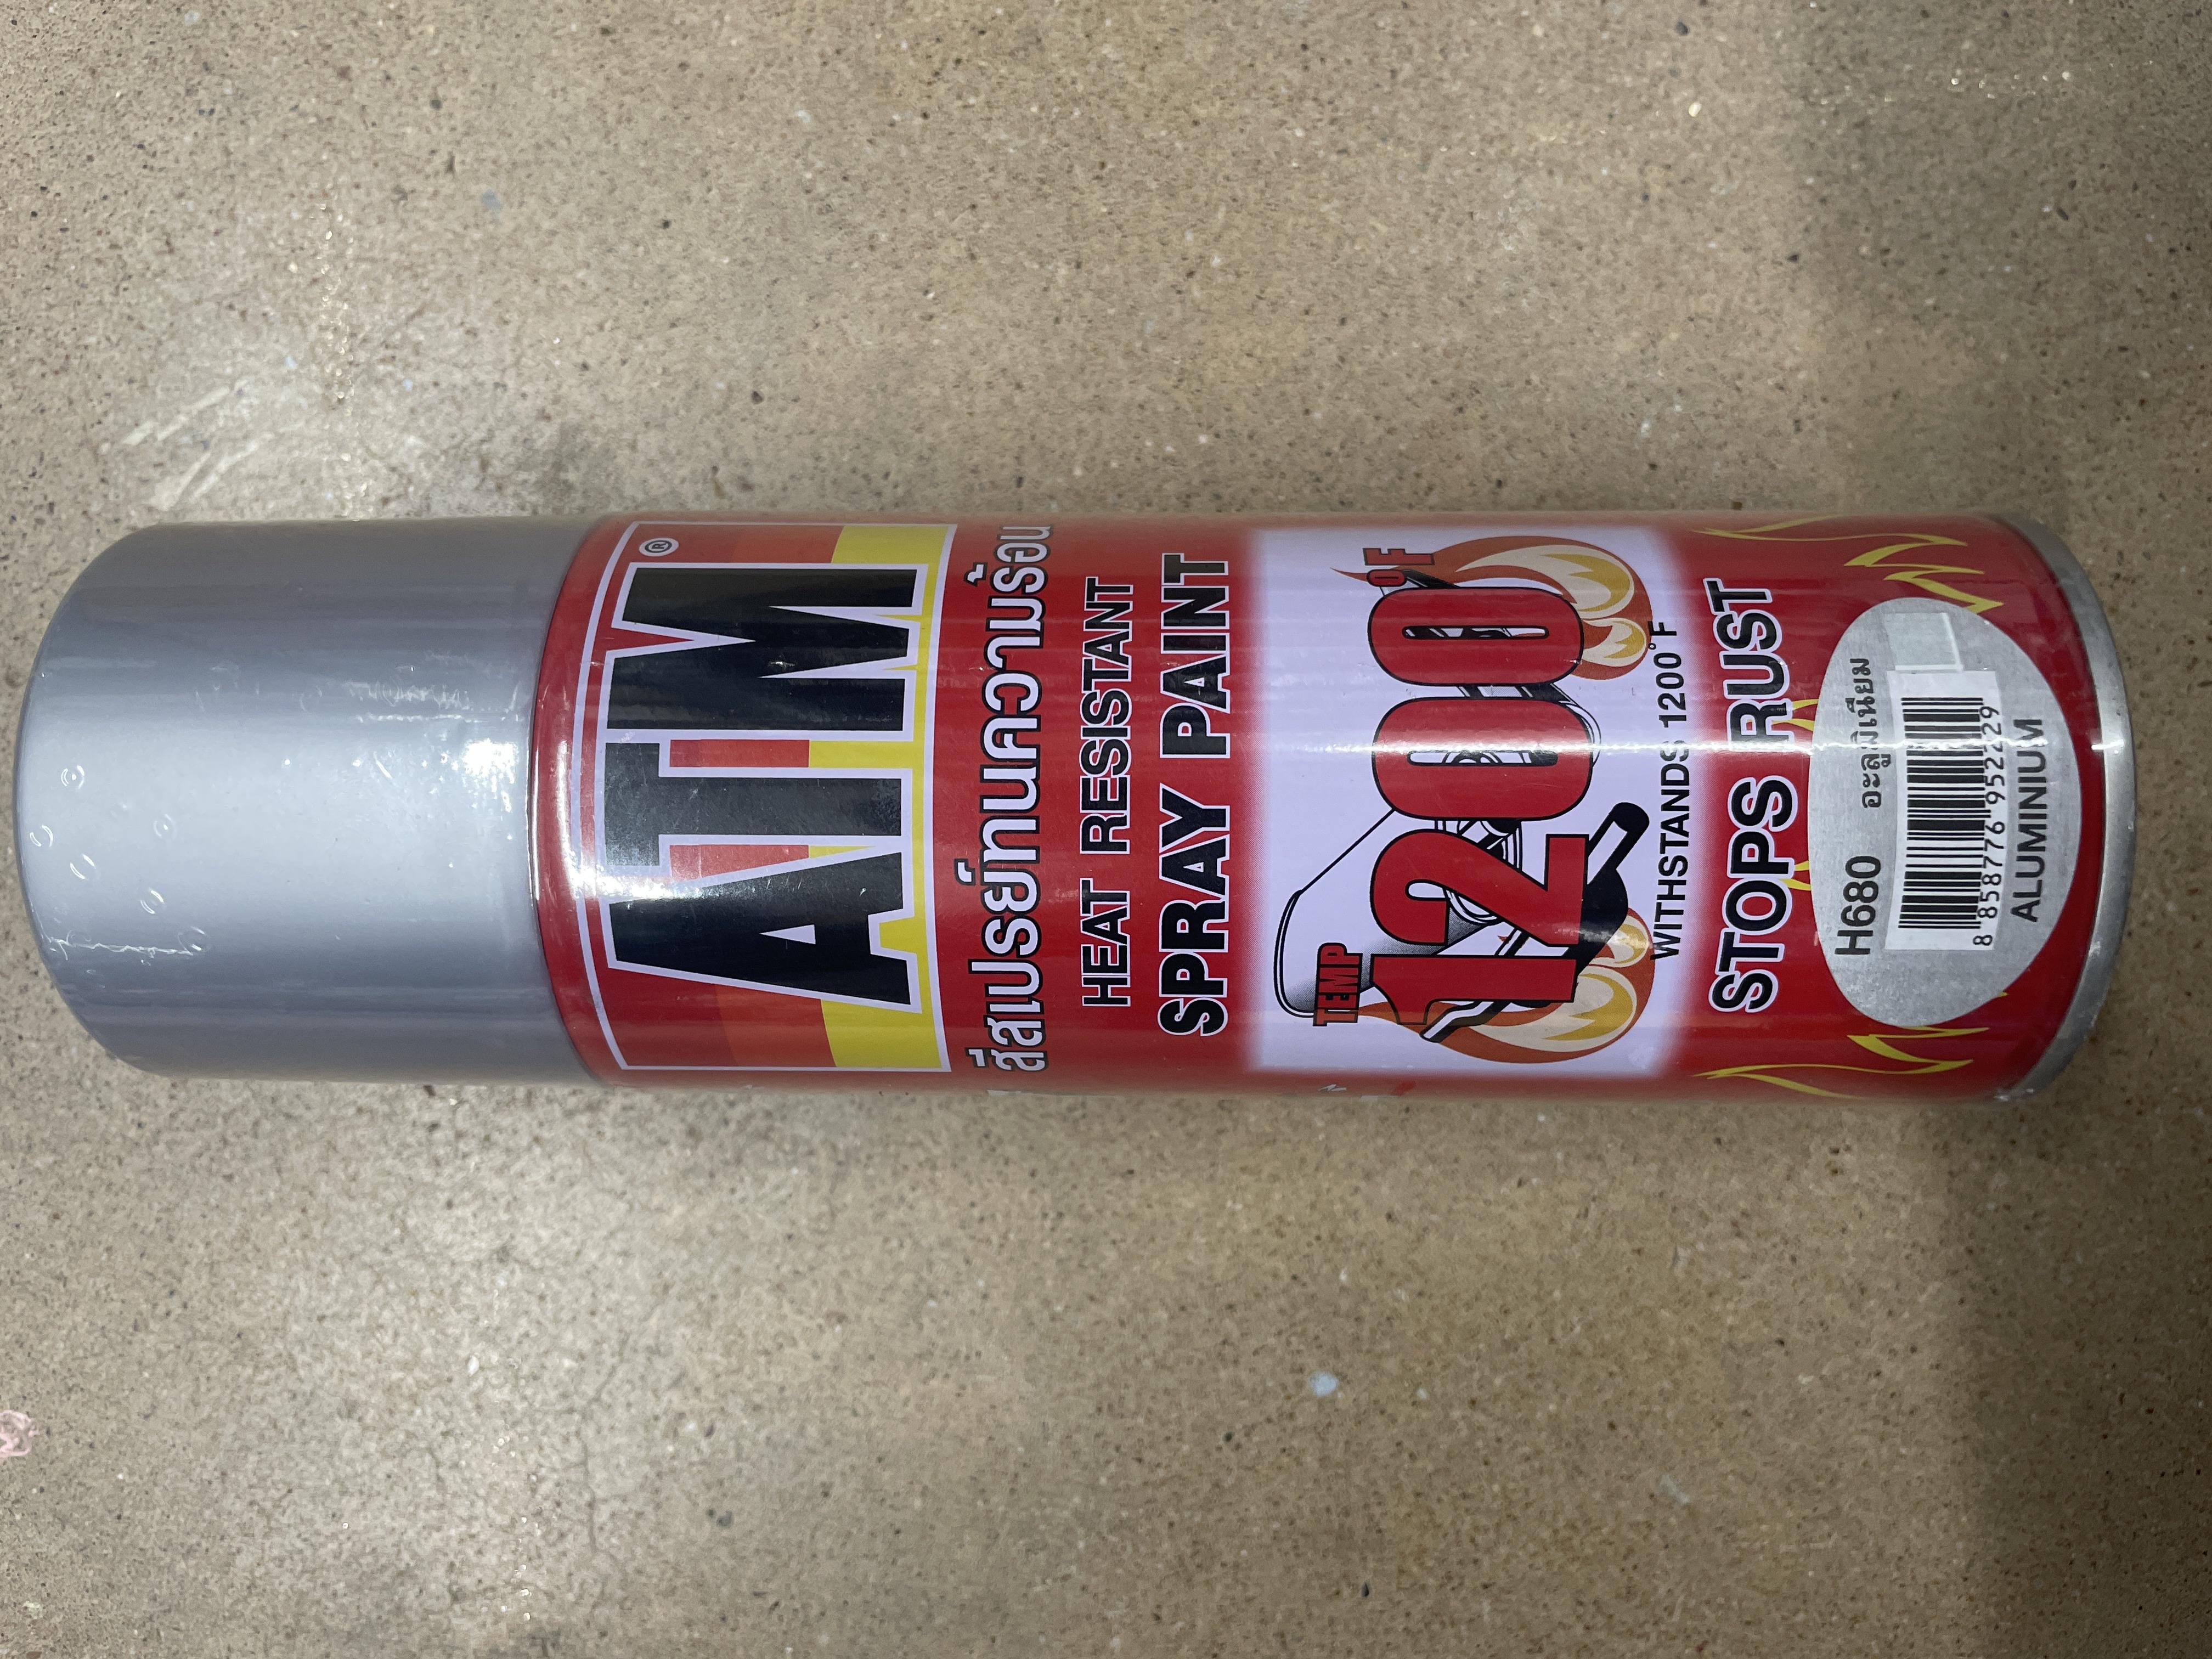 ATM®
สีสเปรย์ทนความร้อน
HEAT RESISTANT
SPRAY PAINT
TEMP
1200°F
WITHSTANDS 1200°F
STOPS RUST
H680 อะลูมิเนียม
8 858776 952229
ALUMINIUM